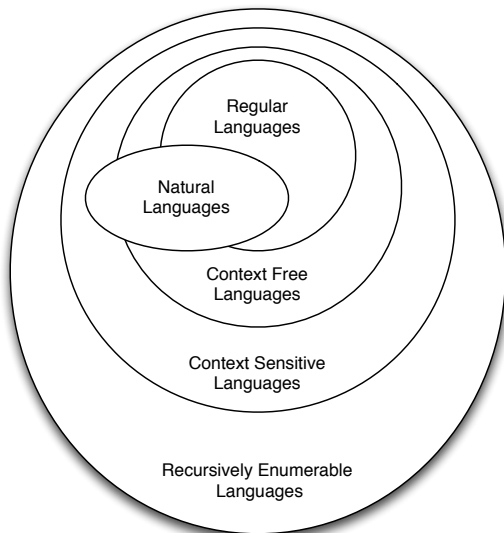 Regular
Languages
Natural
Languages
Context Free
Languages
Context Sensitive
Languages
Recursively Enumerable
Languages